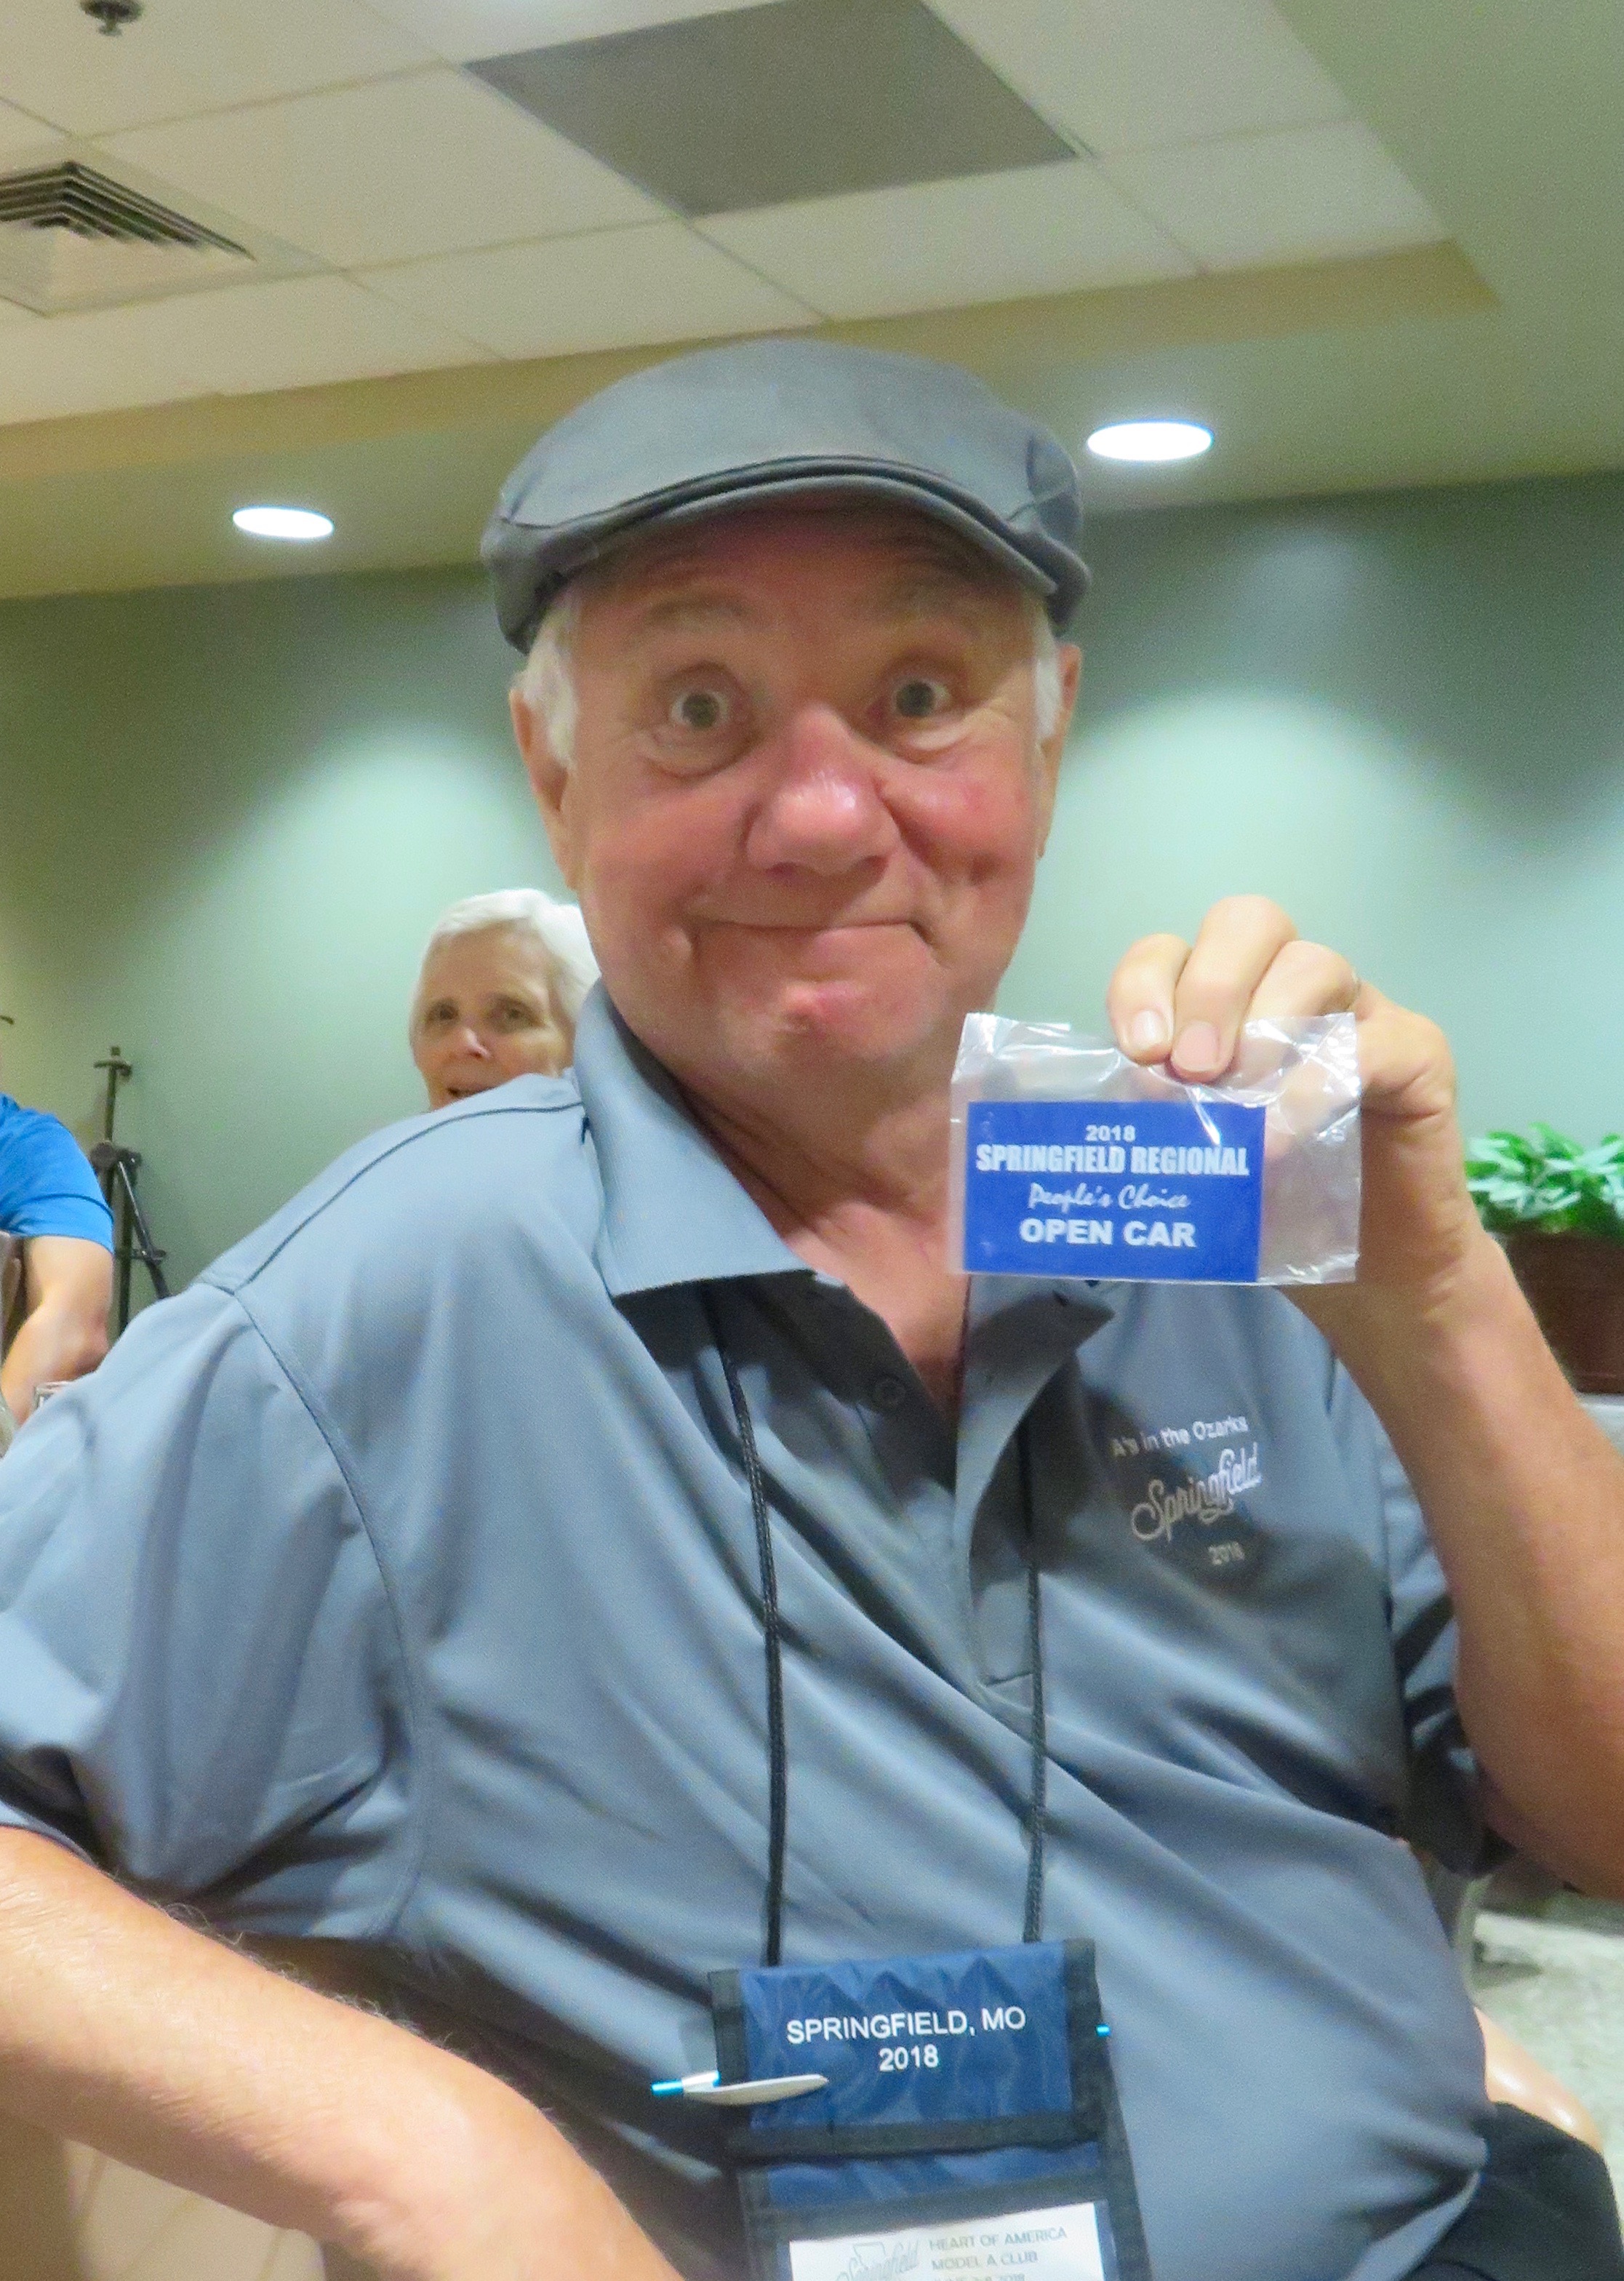 2018
SPRINGFIELD REGIONAL
People's Choice
OPEN CAR
A's in the Ozarks
Springfield
2018
SPRINGFIELD, MO
2018
Springfield
HEART OF AMERICA
MODEL A CLUB